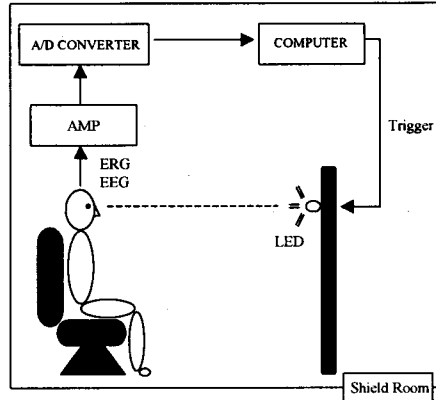 A/D CONVERTER
COMPUTER
AMP
Trigger
ERG
EEG
LED
Shield Room